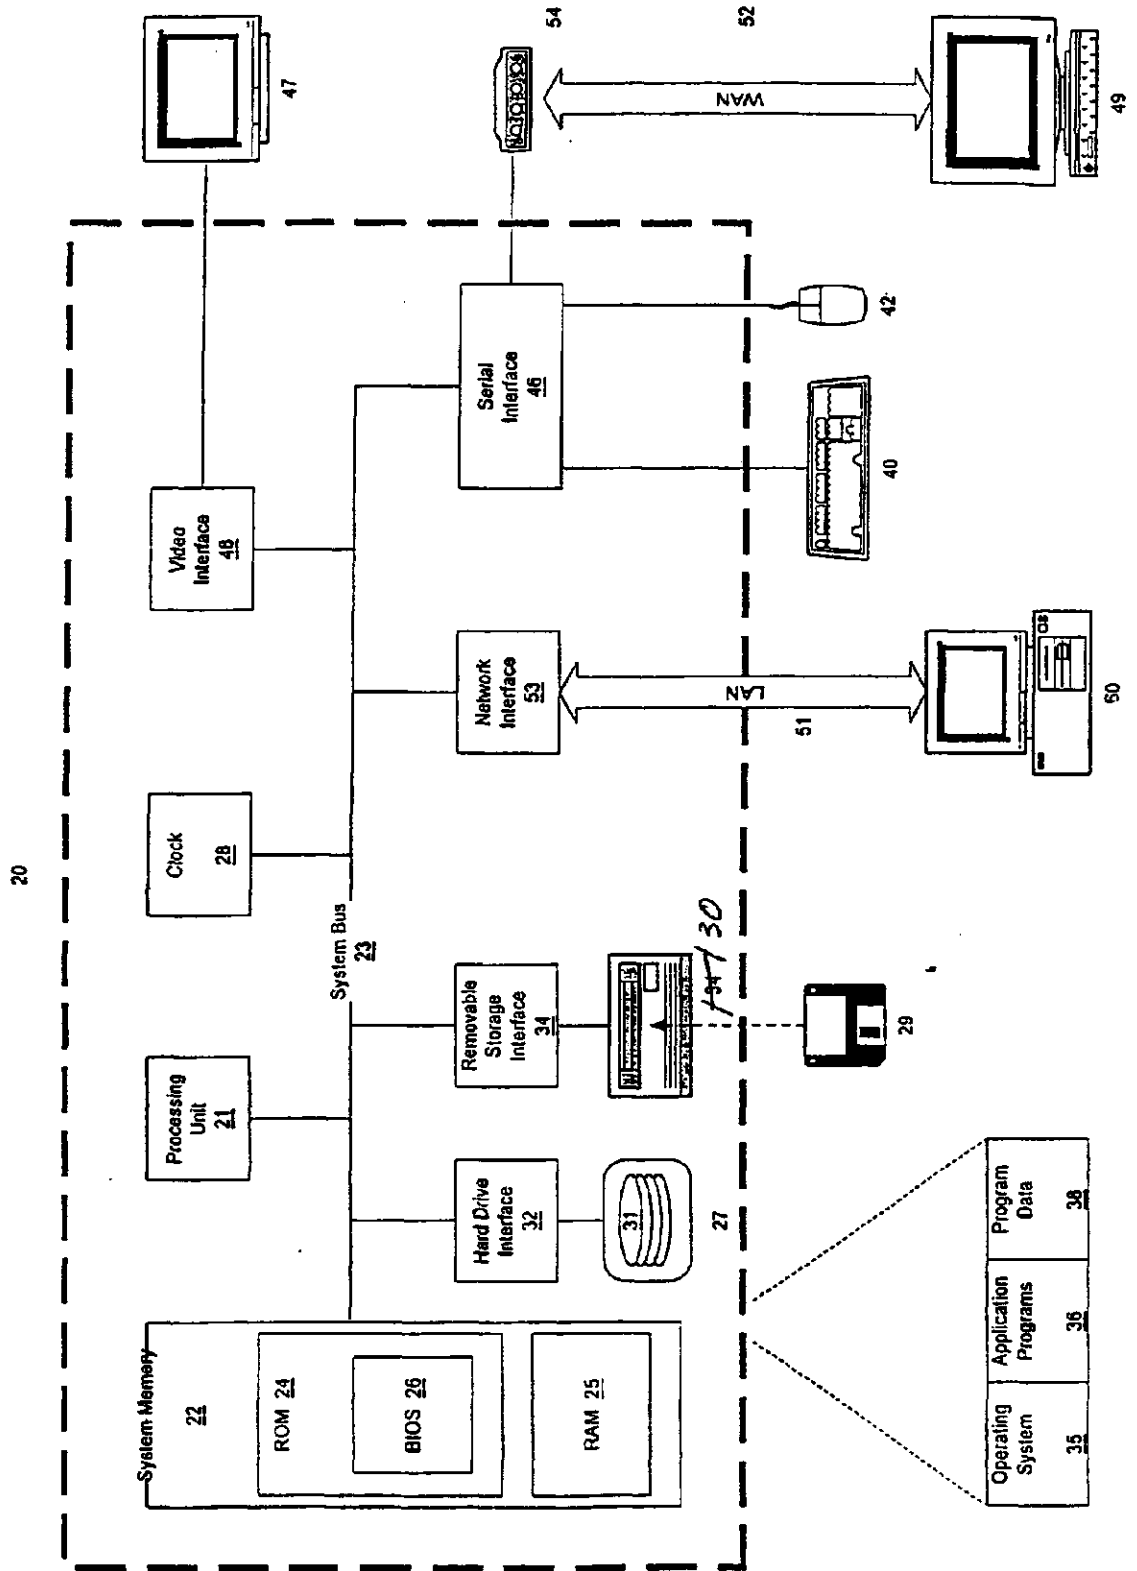 20
System Memory
22
ROM 24
BIOS 26
RAM 25
Processing
Unit
21
Clock
28
Video
Interface
48
47
System Bus
23
Hard Drive
Interface
32
31
27
Removable
Storage
Interface
34
30
29
Network
Interface
53
LAN
51
Serial
Interface
46
54
WAN
52
40
42
49
Operating
System
35
Application
Programs
36
Program
Data
38